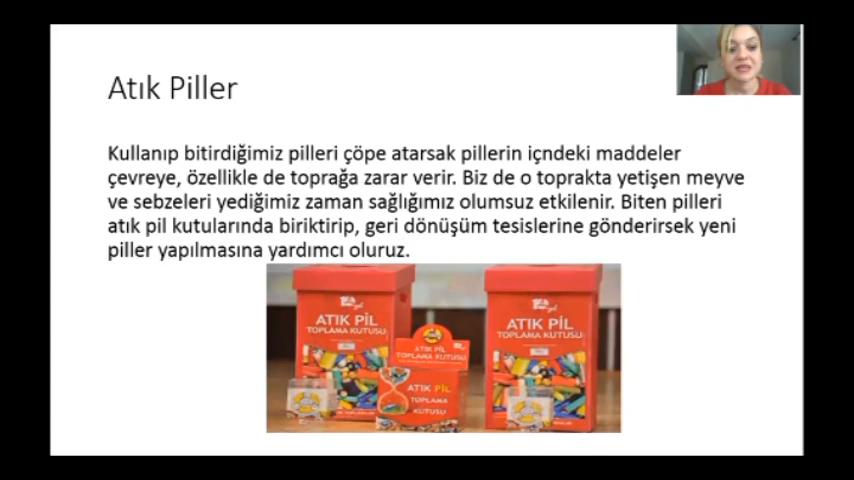 Atık Piller
Kullanıp bitirdiğimiz pilleri çöpe atarsak pillerin içndeki maddeler
çevreye, özellikle de toprağa zarar verir. Biz de o toprakta yetişen meyve
ve sebzeleri yediğimiz zaman sağlığımız olumsuz etkilenir. Biten pilleri
atık pil kutularında biriktirip, geri dönüşüm tesislerine gönderirsek yeni
piller yapılmasına yardımcı oluruz.
ATIK PİL
TOPLAMA KUTUSU
ATIK PİL
TOPLAMA KUTUSU
ATIK PİL
TOPLAMA
KUTUSU
ATIK PİL
TOPLAMA KUTUSU